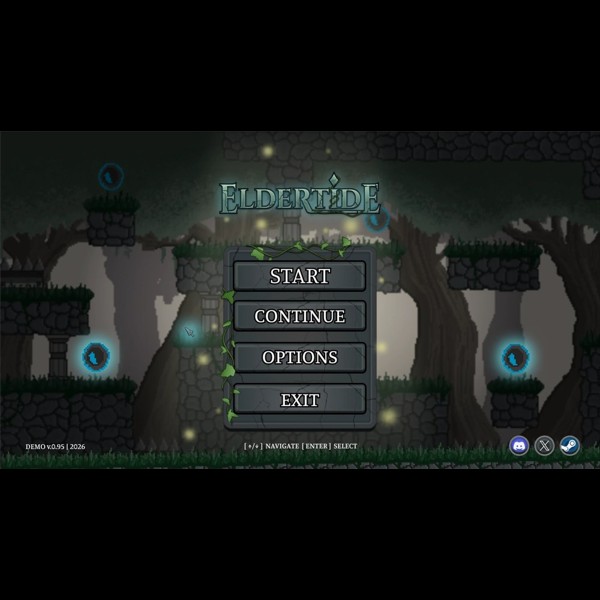 ELDERTIDE
START
CONTINUE
OPTIONS
EXIT
DEMO v.0.95 | 2026
[ +/+ ] NAVIGATE [ ENTER ] SELECT